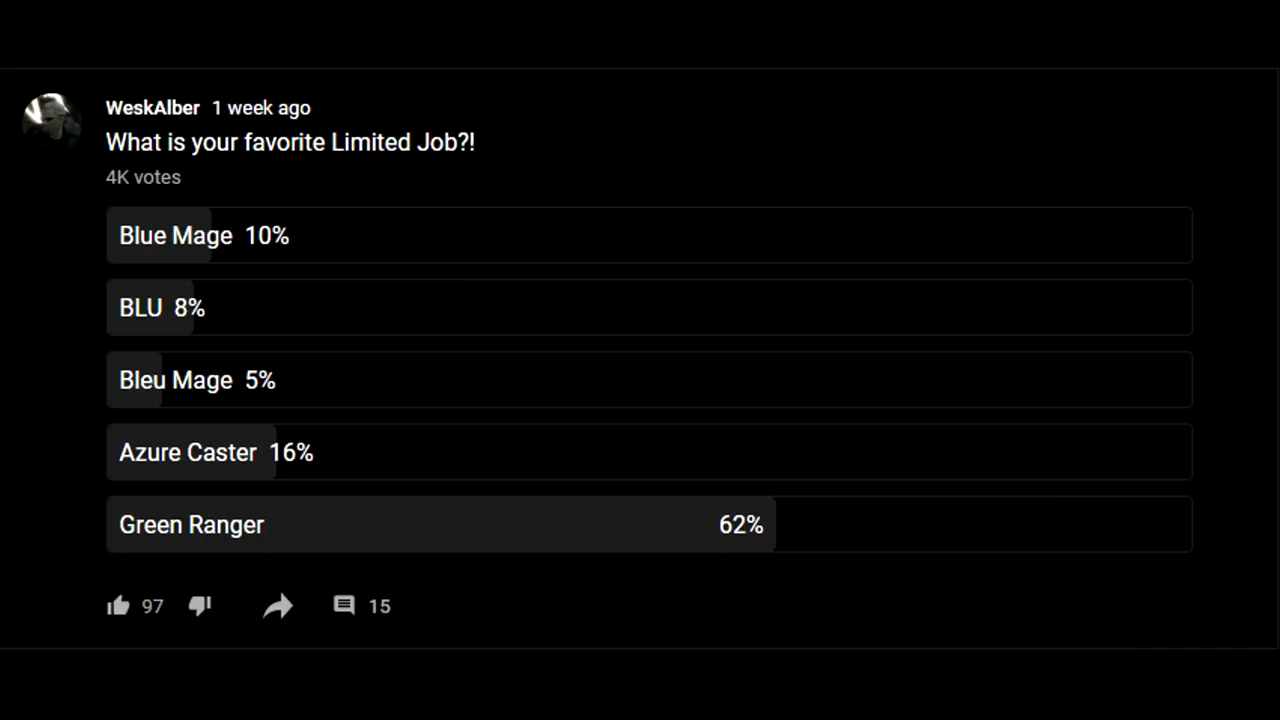 WeskAlber 1 week ago
What is your favorite Limited Job?!
4K votes
Blue Mage 10%
BLU 8%
Bleu Mage 5%
Azure Caster 16%
Green Ranger 62%
97 15